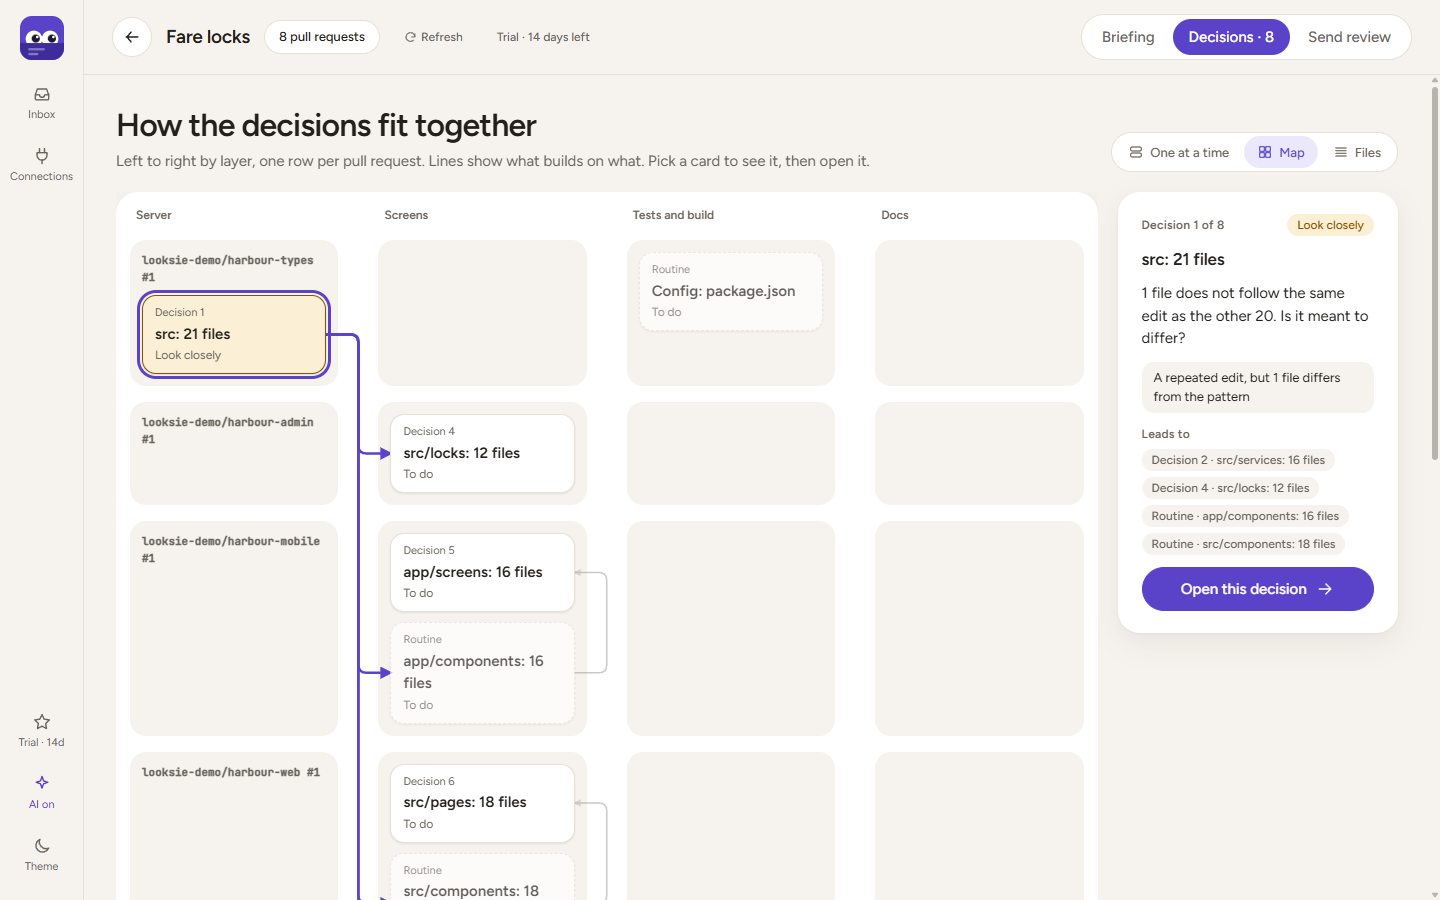 Fare locks
8 pull requests
Refresh
Trial · 14 days left
Briefing
Decisions · 8
Send review
Inbox
Connections
Trial · 14d
AI on
Theme
How the decisions fit together
Left to right by layer, one row per pull request. Lines show what builds on what. Pick a card to see it, then open it.
One at a time
Map
Files
Server
Screens
Tests and build
Docs
looksie-demo/harbour-types
#1
Decision 1
src: 21 files
Look closely
Routine
Config: package.json
To do
looksie-demo/harbour-admin
#1
Decision 4
src/locks: 12 files
To do
looksie-demo/harbour-mobile
#1
Decision 5
app/screens: 16 files
To do
Routine
app/components: 16
files
To do
looksie-demo/harbour-web #1
Decision 6
src/pages: 18 files
To do
Routine
src/components: 18
Decision 1 of 8
Look closely
src: 21 files
1 file does not follow the same
edit as the other 20. Is it meant to
differ?
A repeated edit, but 1 file differs
from the pattern
Leads to
Decision 2 · src/services: 16 files
Decision 4 · src/locks: 12 files
Routine · app/components: 16 files
Routine · src/components: 18 files
Open this decision